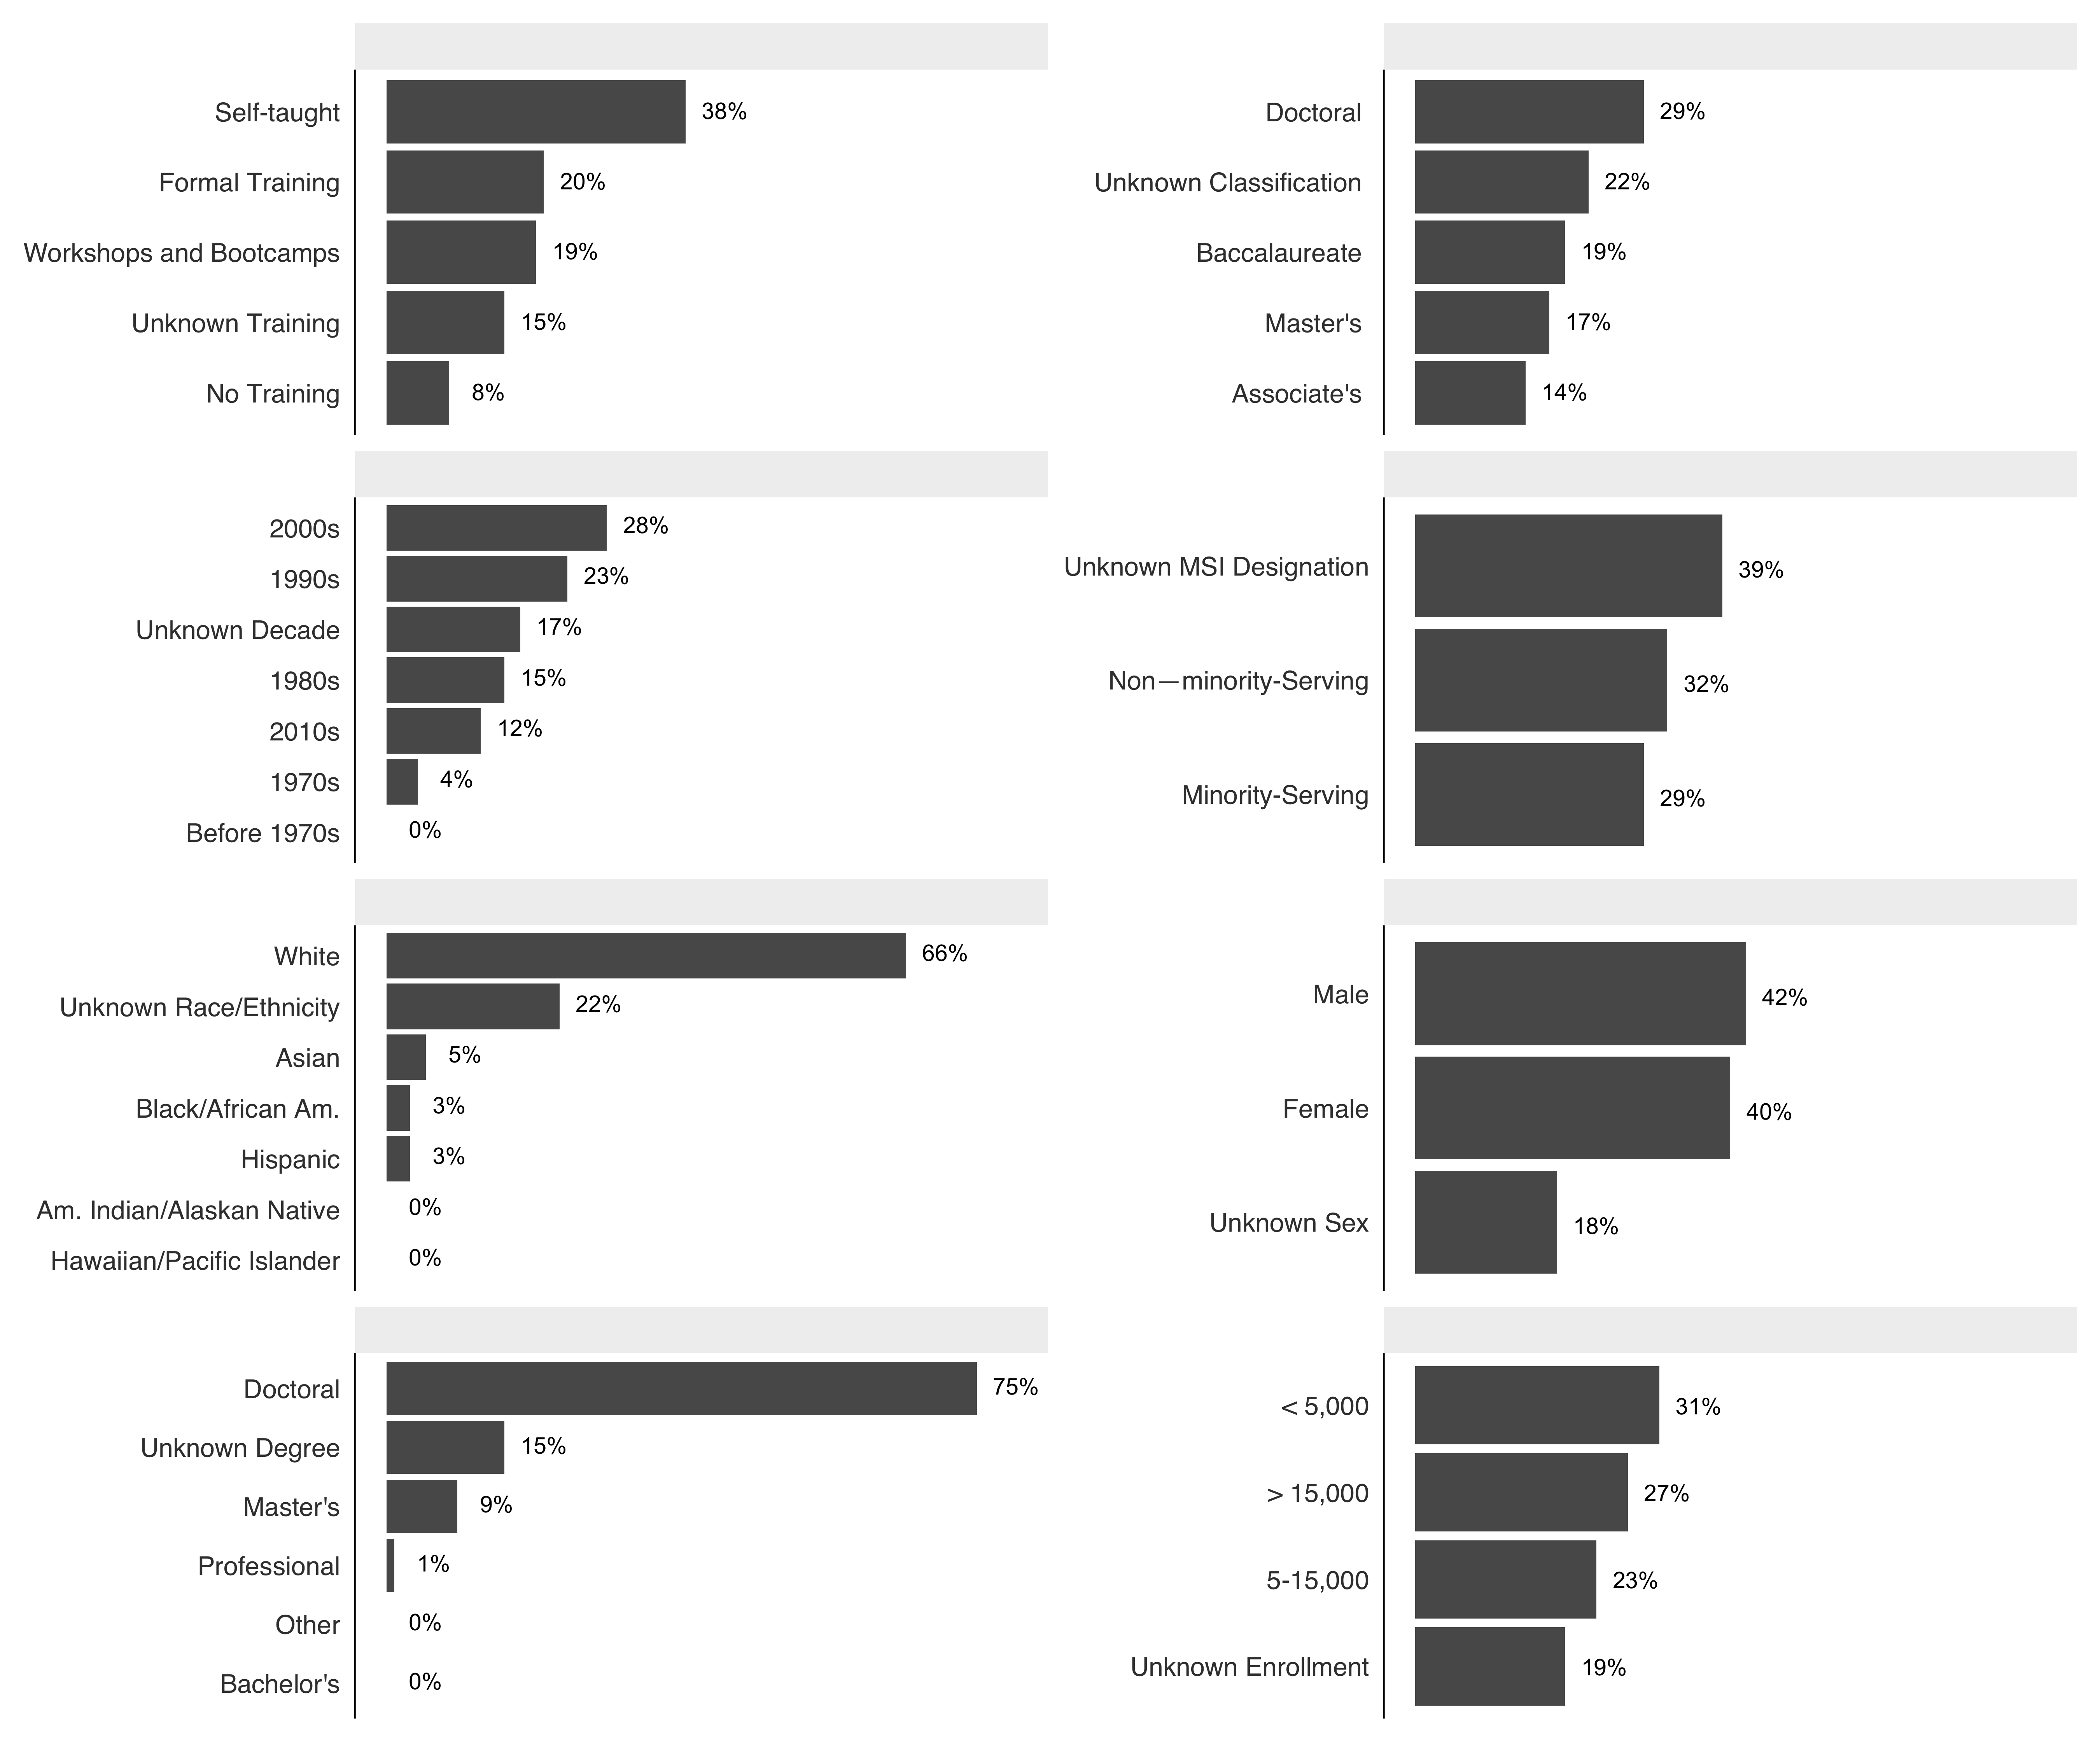 Self-taught 38%
Formal Training 20%
Workshops and Bootcamps 19%
Unknown Training 15%
No Training 8%
Doctoral 29%
Unknown Classification 22%
Baccalaureate 19%
Master's 17%
Associate's 14%
2000s 28%
1990s 23%
Unknown Decade 17%
1980s 15%
2010s 12%
1970s 4%
Before 1970s 0%
Unknown MSI Designation 39%
Non—minority-Serving 32%
Minority-Serving 29%
White 66%
Unknown Race/Ethnicity 22%
Asian 5%
Black/African Am. 3%
Hispanic 3%
Am. Indian/Alaskan Native 0%
Hawaiian/Pacific Islander 0%
Male 42%
Female 40%
Unknown Sex 18%
Doctoral 75%
Unknown Degree 15%
Master's 9%
Professional 1%
Other 0%
Bachelor's 0%
< 5,000 31%
> 15,000 27%
5-15,000 23%
Unknown Enrollment 19%